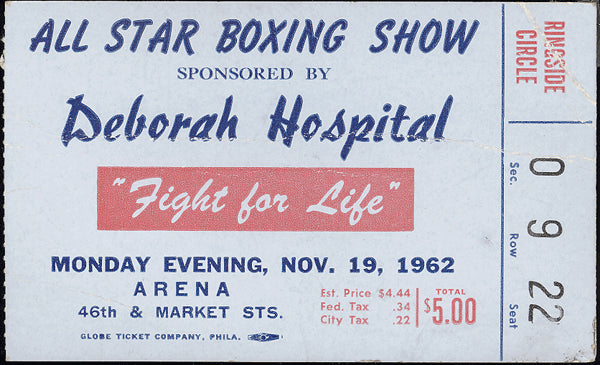 ALL STAR BOXING SHOW
SPONSORED BY
Deborah Hospital
"Fight for Life"
MONDAY EVENING, NOV. 19, 1962
ARENA
46th & MARKET STS.
Est. Price $4.44
Fed. Tax .34
City Tax .22
TOTAL
$5.00
GLOBE TICKET COMPANY, PHILA.
RINGSIDE
CIRCLE
Sec. 0
Row 9
Seat 22